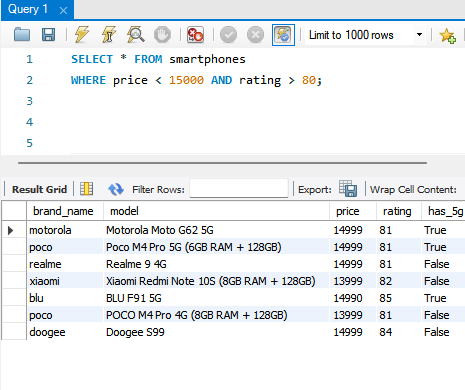 Query 1
Limit to 1000 rows
1 SELECT * FROM smartphones
2 WHERE price < 15000 AND rating > 80;
3
4
5
Result Grid Filter Rows: Export: Wrap Cell Content:
brand_name model price rating has_5g
motorola Motorola Moto G62 5G 14999 81 True
poco Poco M4 Pro 5G (6GB RAM + 128GB) 14999 81 True
realme Realme 9 4G 14999 81 False
xiaomi Xiaomi Redmi Note 10S (8GB RAM + 128GB) 13999 82 False
blu BLU F91 5G 14990 85 True
poco POCO M4 Pro 4G (8GB RAM + 128GB) 13999 81 False
doogee Doogee S99 14999 84 False